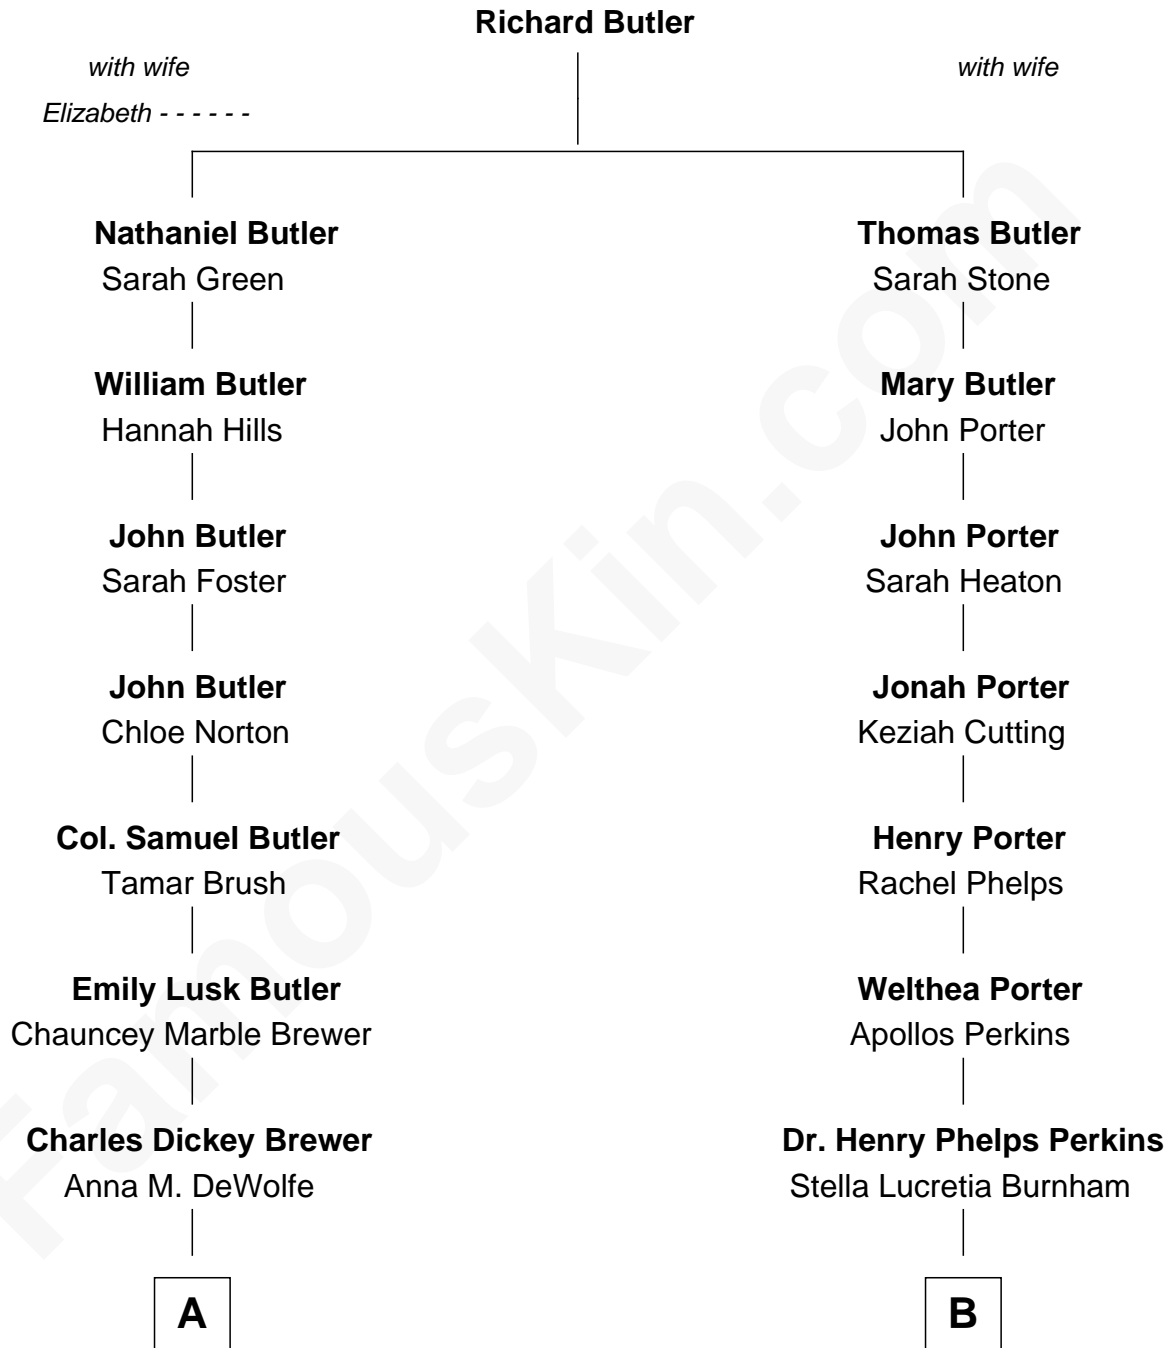 Richard Butler
with wife
with wife
Elizabeth - - - - - -
Nathaniel Butler
Sarah Green
Thomas Butler
Sarah Stone
William Butler
Hannah Hills
Mary Butler
John Porter
John Butler
Sarah Foster
John Porter
Sarah Heaton
John Butler
Chloe Norton
Jonah Porter
Keziah Cutting
Col. Samuel Butler
Tamar Brush
Henry Porter
Rachel Phelps
Emily Lusk Butler
Chauncey Marble Brewer
Welthea Porter
Apollos Perkins
Charles Dickey Brewer
Anna M. DeWolfe
Dr. Henry Phelps Perkins
Stella Lucretia Burnham
A
B
FamousKin.com